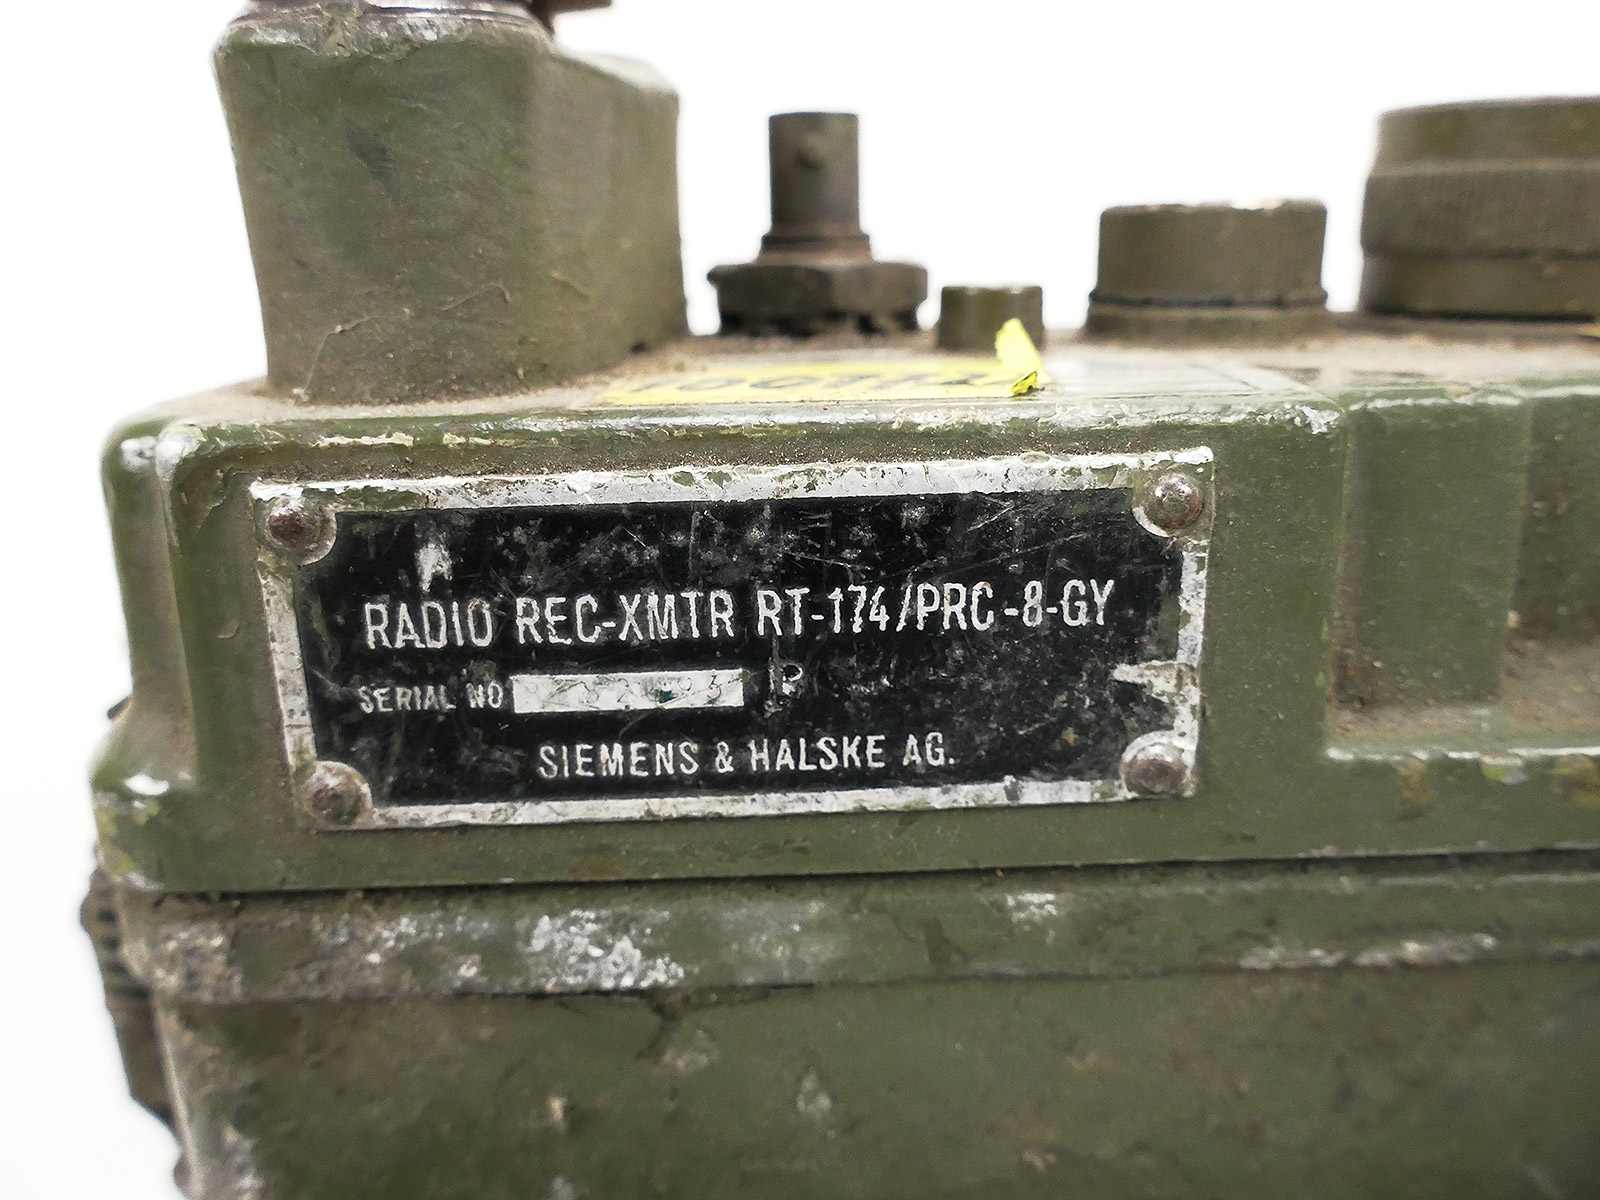 RADIO REC-XMTR RT-174/PRC-8-GY
SERIAL NO
SIEMENS & HALSKE AG.